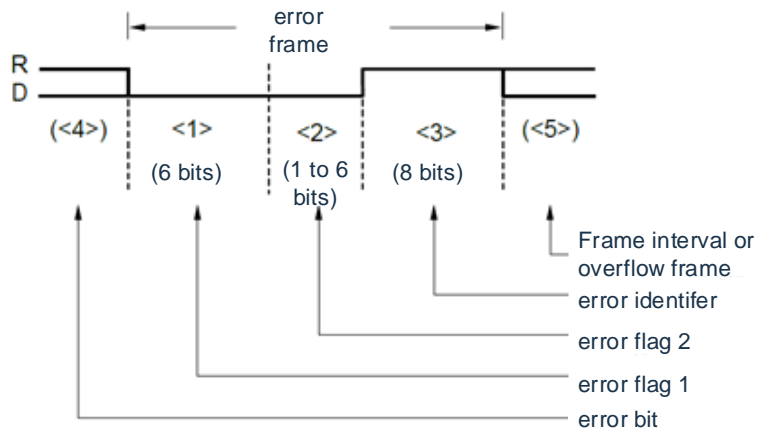 error
frame
R
D
(<4>)
<1>
<2>
<3>
(<5>)
(6 bits)
(1 to 6
bits)
(8 bits)
Frame interval or
overflow frame
error identifer
error flag 2
error flag 1
error bit